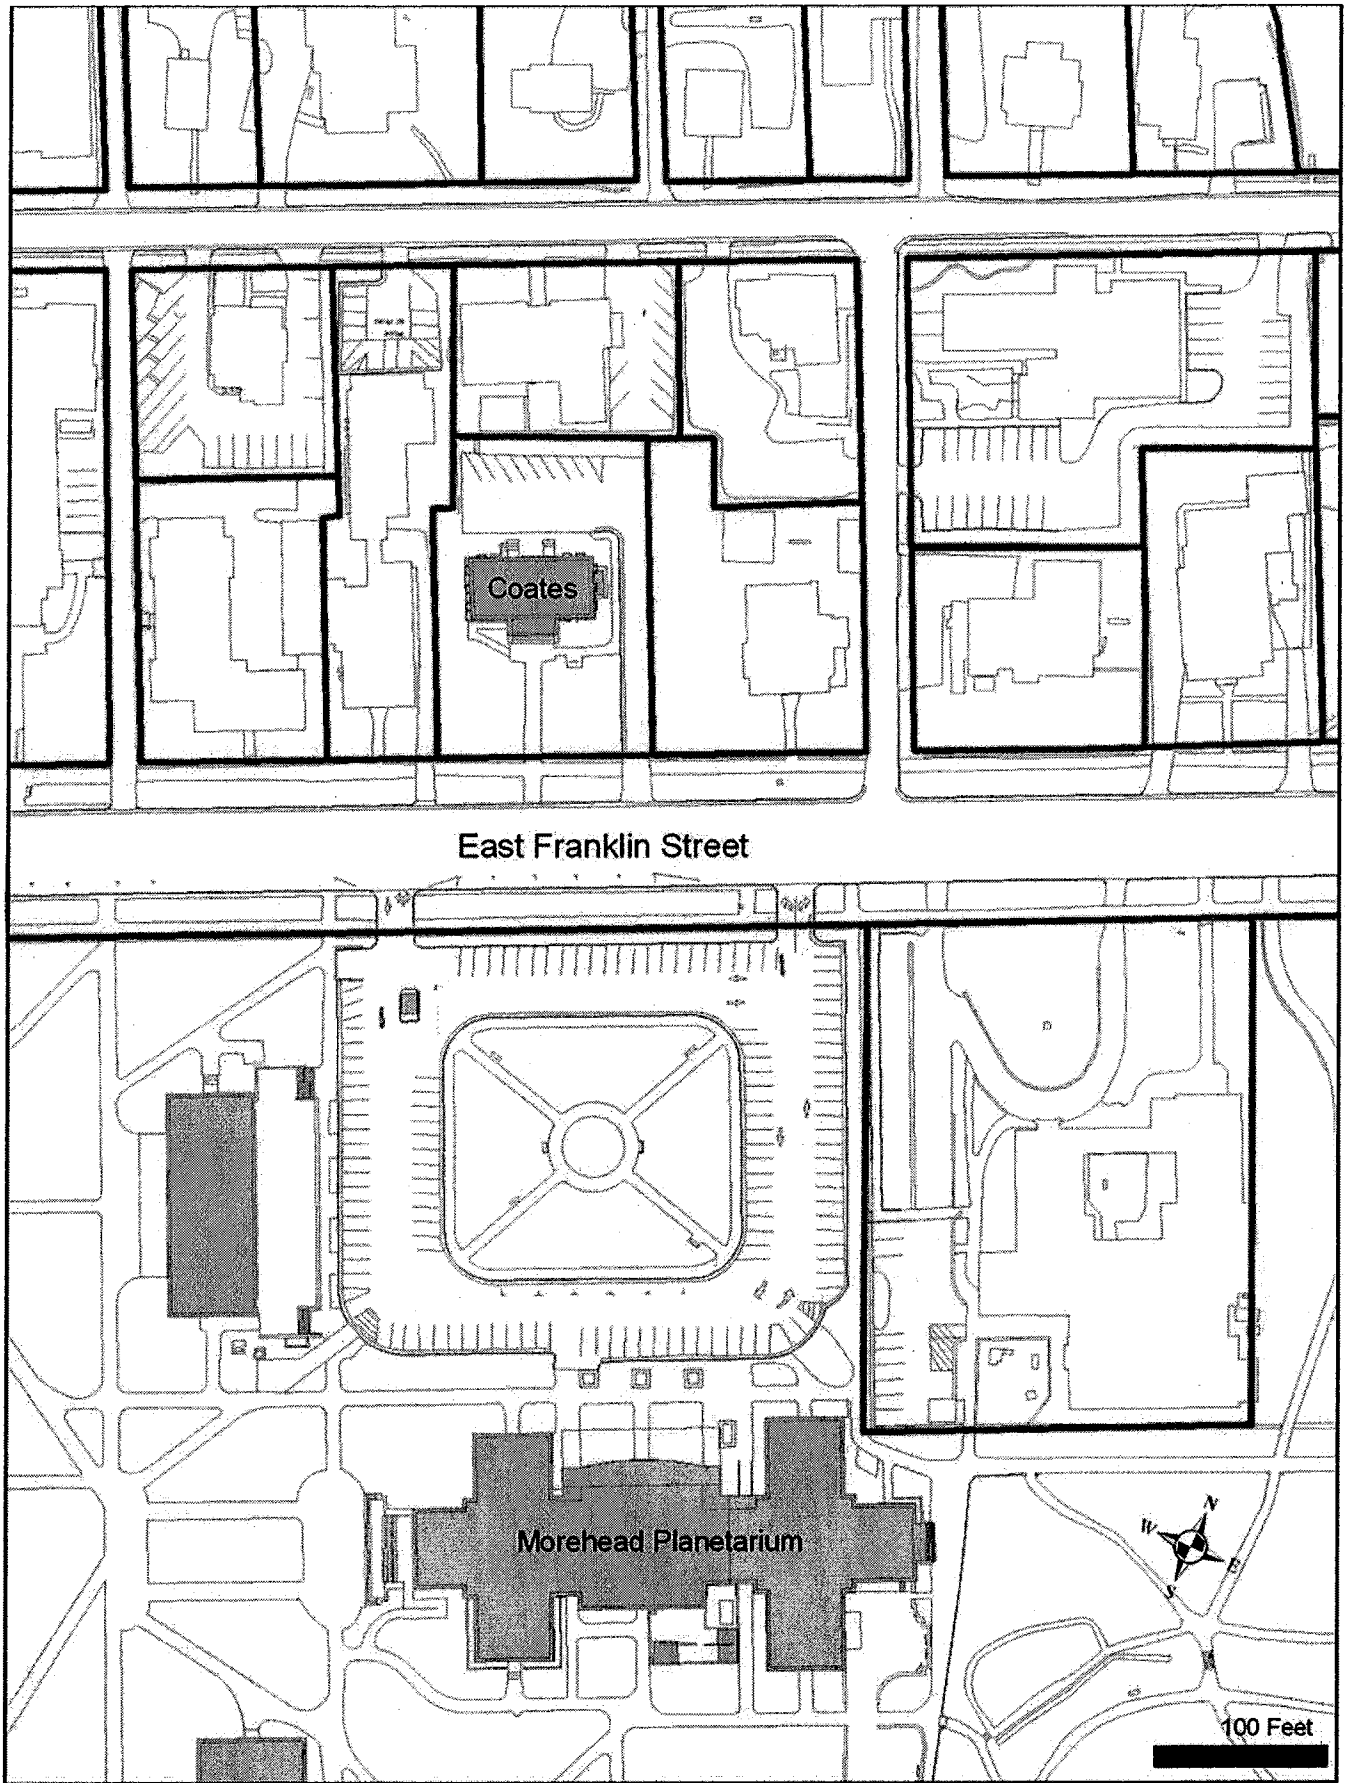 Coates
East Franklin Street
Morehead Planetarium
N
W
E
S
100 Feet